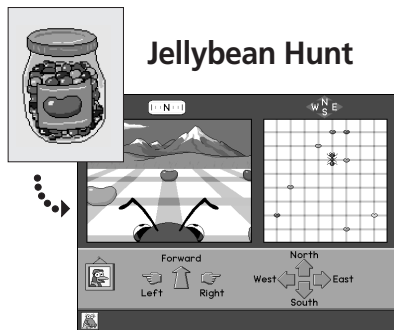 Jellybean Hunt
N
N
W E
S
Forward
Left Right
North
West East
South